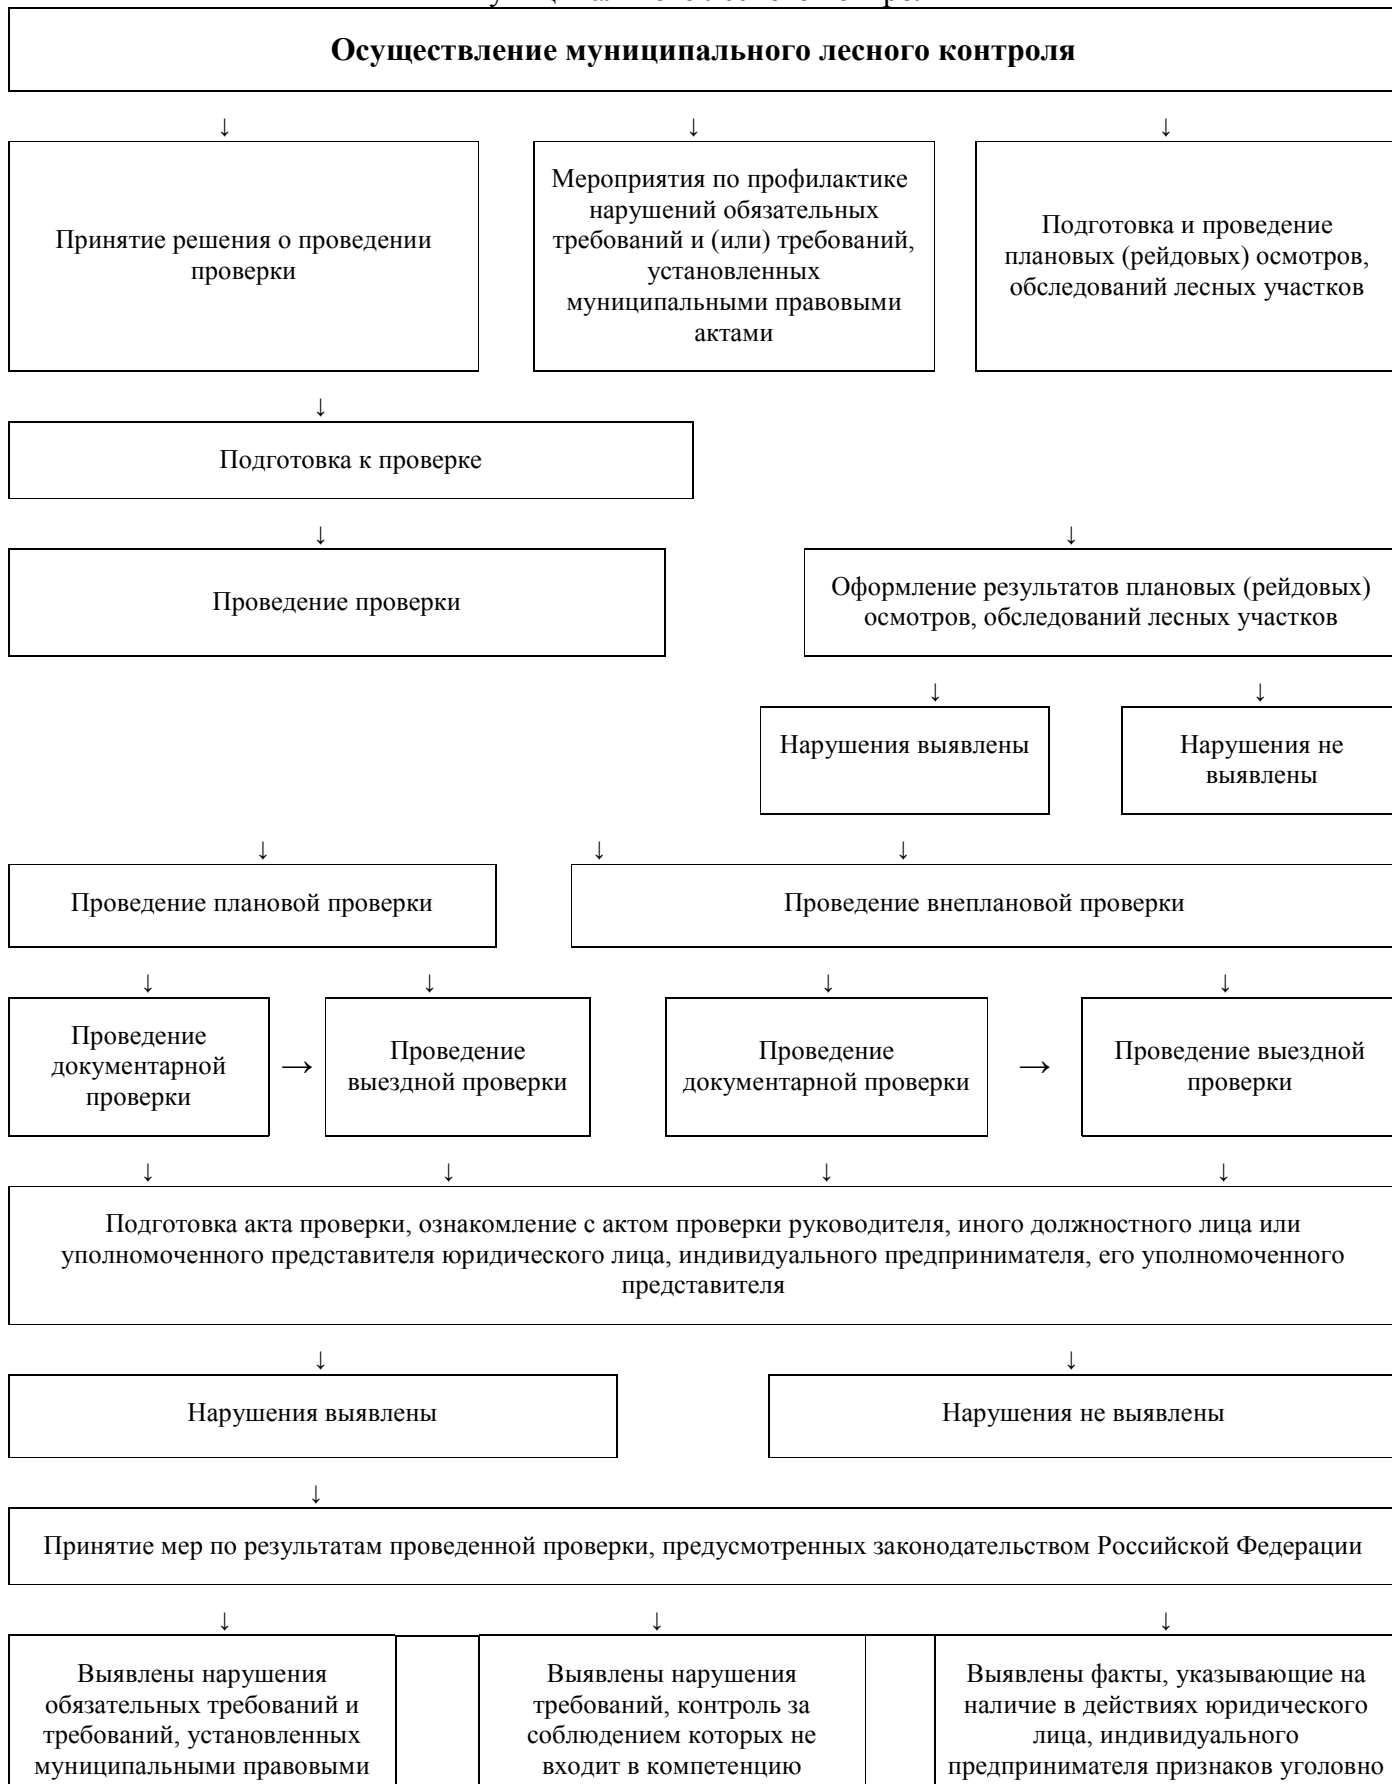 Осуществление муниципального лесного контроля
↓ ↓ ↓
Принятие решения о проведении
проверки
Мероприятия по профилактике
нарушений обязательных
требований и (или) требований,
установленных
муниципальными правовыми
актами
Подготовка и проведение
плановых (рейдовых) осмотров,
обследований лесных участков
↓
Подготовка к проверке
↓ ↓
Проведение проверки
Оформление результатов плановых (рейдовых)
осмотров, обследований лесных участков
↓ ↓
Нарушения выявлены
Нарушения не
выявлены
↓ ↓ ↓
Проведение плановой проверки
Проведение внеплановой проверки
↓ ↓ ↓ ↓
Проведение
документарной
проверки
→
Проведение
выездной проверки
Проведение
документарной проверки
→
Проведение выездной
проверки
↓ ↓ ↓ ↓
Подготовка акта проверки, ознакомление с актом проверки руководителя, иного должностного лица или
уполномоченного представителя юридического лица, индивидуального предпринимателя, его уполномоченного
представителя
↓ ↓
Нарушения выявлены
Нарушения не выявлены
↓
Принятие мер по результатам проведенной проверки, предусмотренных законодательством Российской Федерации
↓ ↓ ↓
Выявлены нарушения
обязательных требований и
требований, установленных
муниципальными правовыми
Выявлены нарушения
требований, контроль за
соблюдением которых не
входит в компетенцию
Выявлены факты, указывающие на
наличие в действиях юридического
лица, индивидуального
предпринимателя признаков уголовно